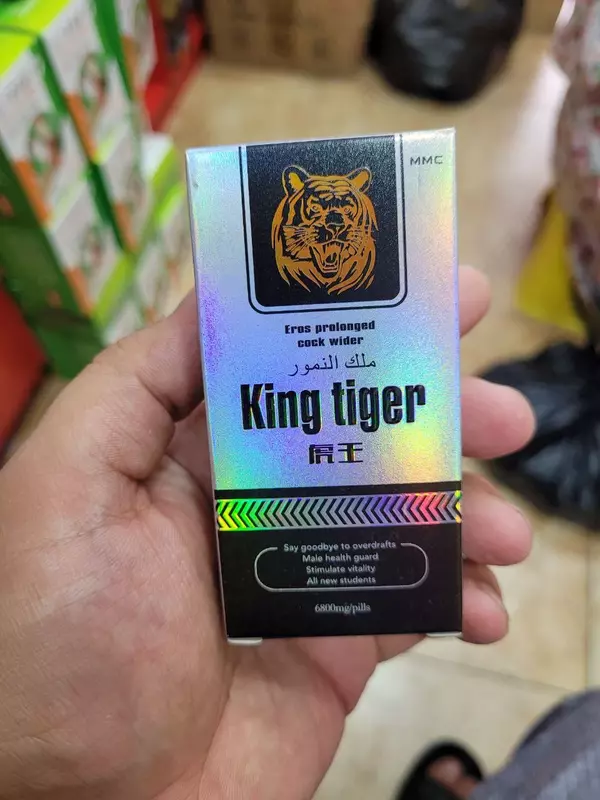 MMC
Eros prolonged
cock wider
ملك النمور
King tiger
虎王
Say goodbye to overdrafts
Male health guard
Stimulate vitality
All new students
6800mg/pills